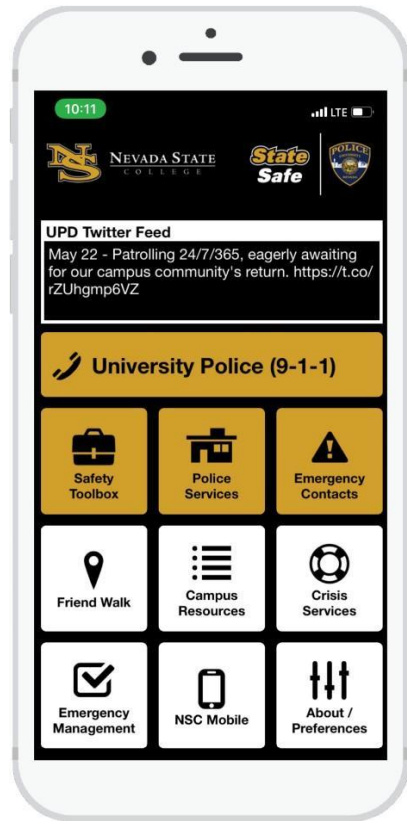 10:11
LTE
NS
NEVADA STATE
COLLEGE
State
Safe
POLICE
UPD Twitter Feed
May 22 - Patrolling 24/7/365, eagerly awaiting
for our campus community's return. https://t.co/
rZUhgmp6VZ
University Police (9-1-1)
Safety
Toolbox
Police
Services
Emergency
Contacts
Friend Walk
Campus
Resources
Crisis
Services
Emergency
Management
NSC Mobile
About /
Preferences